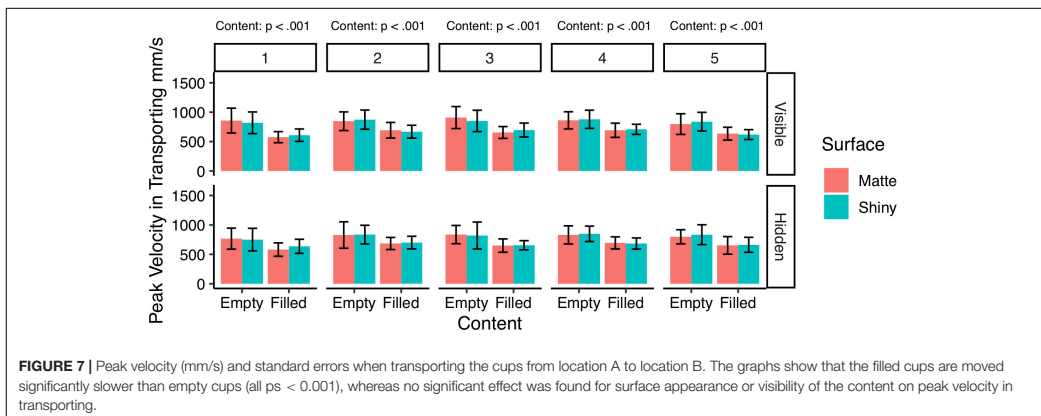 Content: p < .001 Content: p < .001 Content: p < .001 Content: p < .001 Content: p < .001
1 2 3 4 5
Peak Velocity in Transporting mm/s
1500
1000
500
0
Visible
1500
1000
500
0
Hidden
Empty Filled Empty Filled Empty Filled Empty Filled Empty Filled
Content
Surface
Matte
Shiny
FIGURE 7 | Peak velocity (mm/s) and standard errors when transporting the cups from location A to location B. The graphs show that the filled cups are moved
significantly slower than empty cups (all ps < 0.001), whereas no significant effect was found for surface appearance or visibility of the content on peak velocity in
transporting.